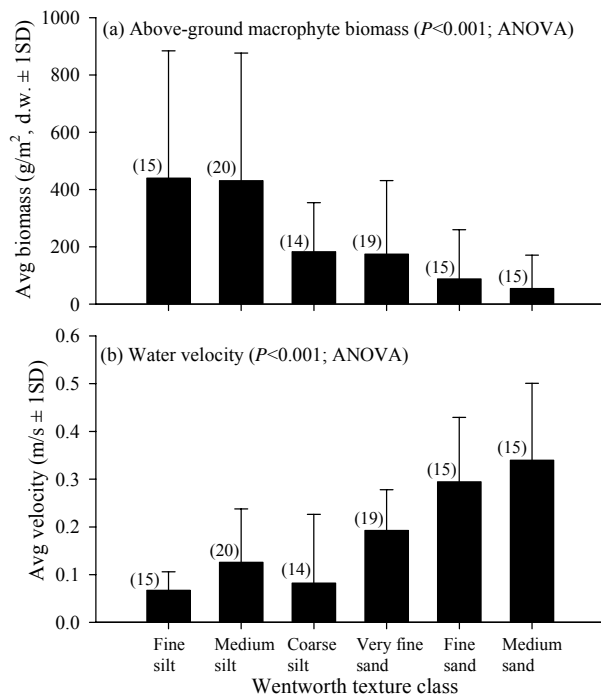 (a) Above-ground macrophyte biomass (P<0.001; ANOVA)
Avg biomass (g/m², d.w. ± 1SD)
1000
800
600
400
200
0
(15)
(20)
(14)
(19)
(15)
(15)
(b) Water velocity (P<0.001; ANOVA)
Avg velocity (m/s ± 1SD)
0.6
0.5
0.4
0.3
0.2
0.1
0.0
(15)
(20)
(14)
(19)
(15)
(15)
Fine
silt
Medium
silt
Coarse
silt
Very fine
sand
Fine
sand
Medium
sand
Wentworth texture class